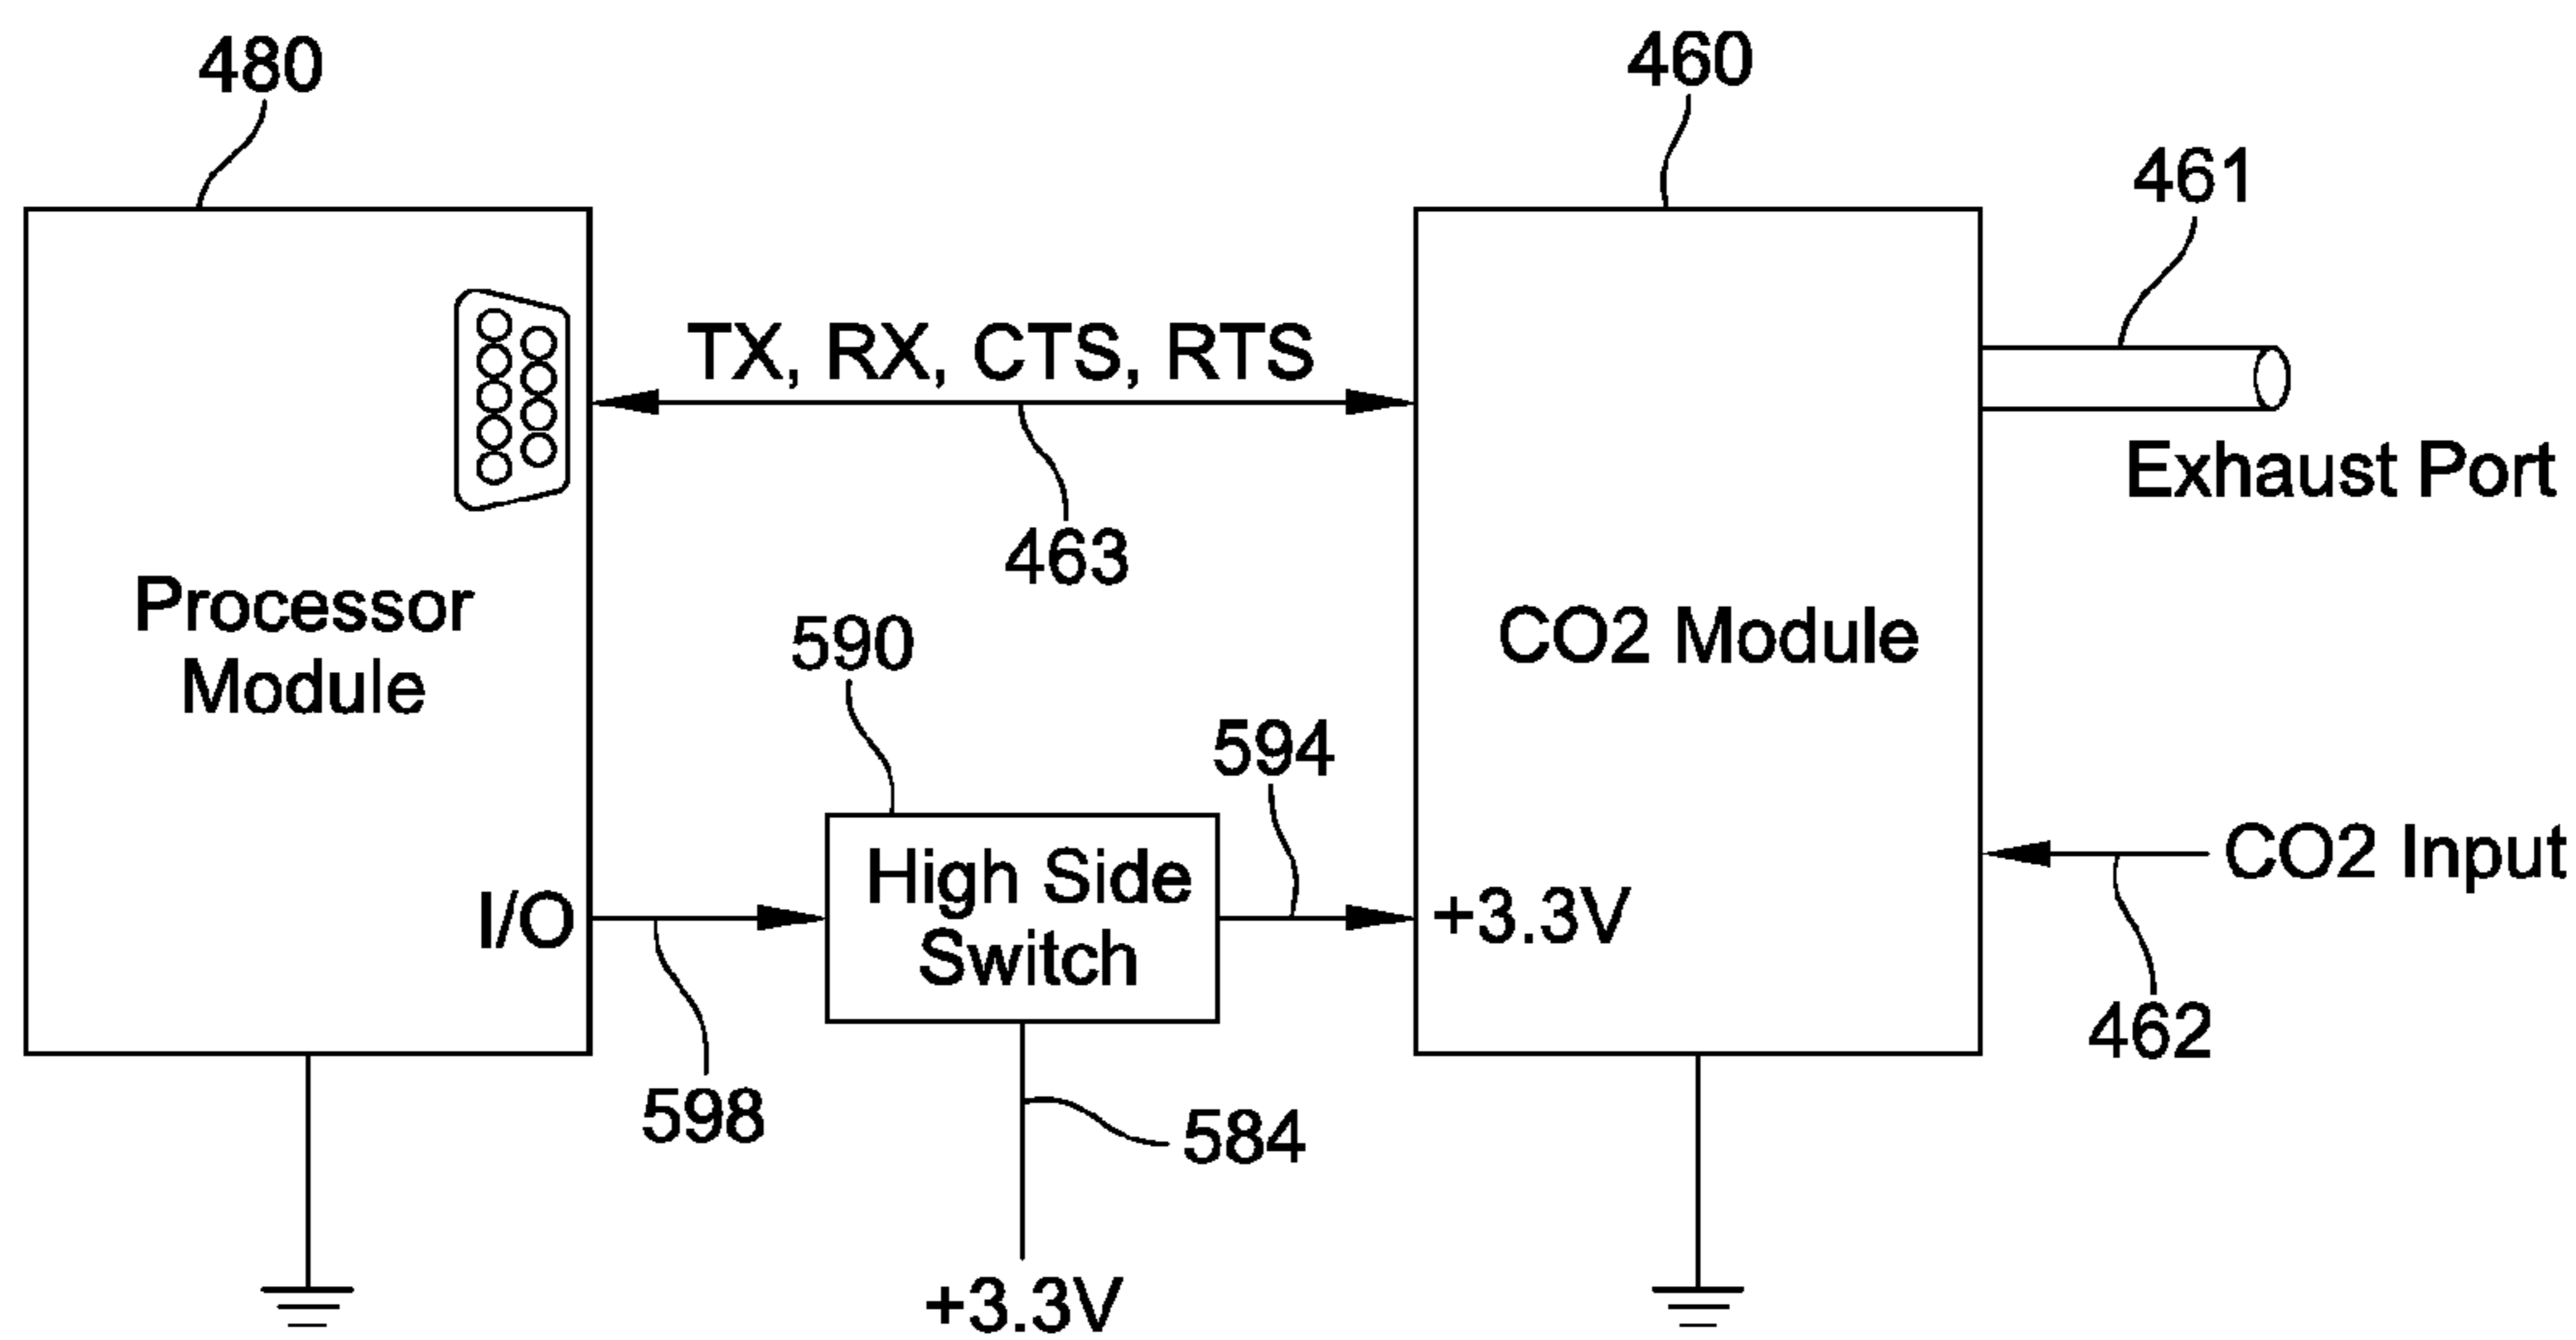 480
460
461
TX, RX, CTS, RTS
Exhaust Port
463
Processor
Module
590
CO2 Module
594
598
I/O
High Side
Switch
+3.3V
CO2 Input
462
584
+3.3V